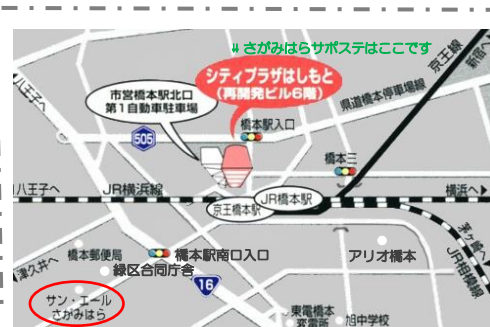 ⇓ さがみはらサポステはここです
シティプラザはしもと
(再開発ビル6階)
市営橋本駅北口
第1自動車駐車場
八王子へ
京王線
新宿へ
県道橋本停車場線
橋本駅入口
505
橋本三
八王子へ
JR横浜線
京王橋本駅
JR橋本駅
横浜へ
茅ヶ崎へ
JR相模線
橋本郵便局
橋本駅南口入口
アリオ橋本
津久井へ
緑区合同庁舎
16
サン・エール
さがみはら
東電橋本
変電所
旭中学校